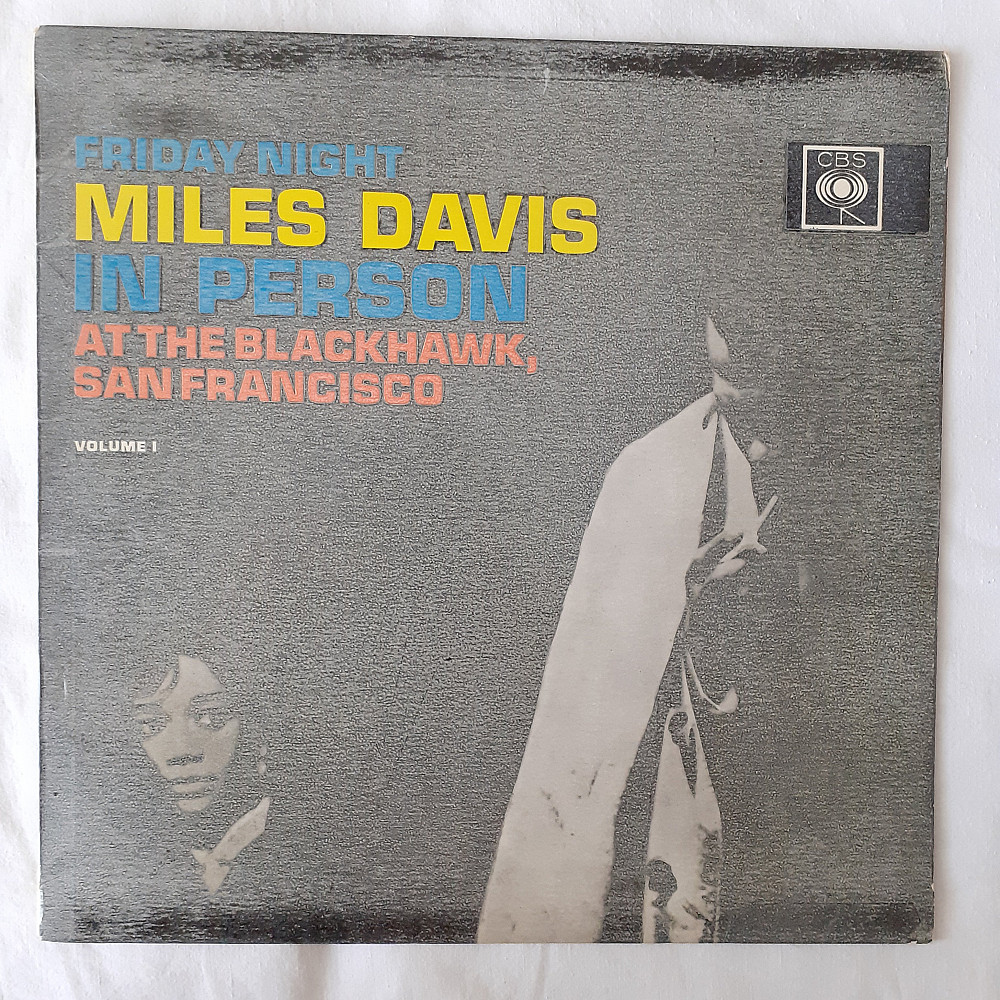 FRIDAY NIGHT
MILES DAVIS
IN PERSON
AT THE BLACKHAWK,
SAN FRANCISCO
VOLUME I
CBS